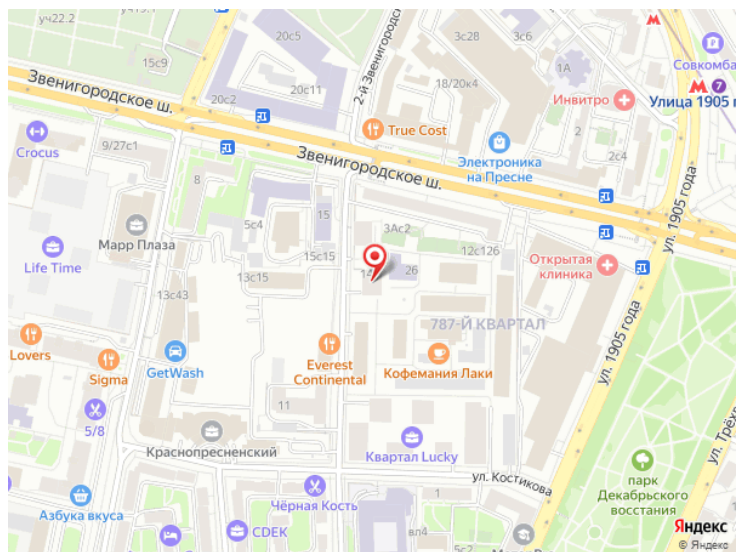 уч22.2
уч19.1
15с9
20с5
3с28
3с6
1А
Совкомба
7
20с2
20с11
2-й Звенигородск
18/20к4
Инвитро
Улица 1905 г
Звенигородское ш.
True Cost
2
2с4
Crocus
9/27с1
Электроника
на Пресне
Звенигородское ш.
8
ул. 1905 года
15
5с4
Марр Плаза
3Ас2
12с126
Life Time
15с15
14
26
Открытая
клиника
13с15
13с43
787-Й КВАРТАЛ
ул. 1905 года
Lovers
Sigma
GetWash
Everest
Continental
Кофемания Лаки
5/8
11
Краснопресненский
Квартал Lucky
ул. Трёхг
ул. Костикова
парк
Декабрьского
восстания
Азбука вкуса
Чёрная Кость
CDEK
вл4
Яндекс
© Яндекс